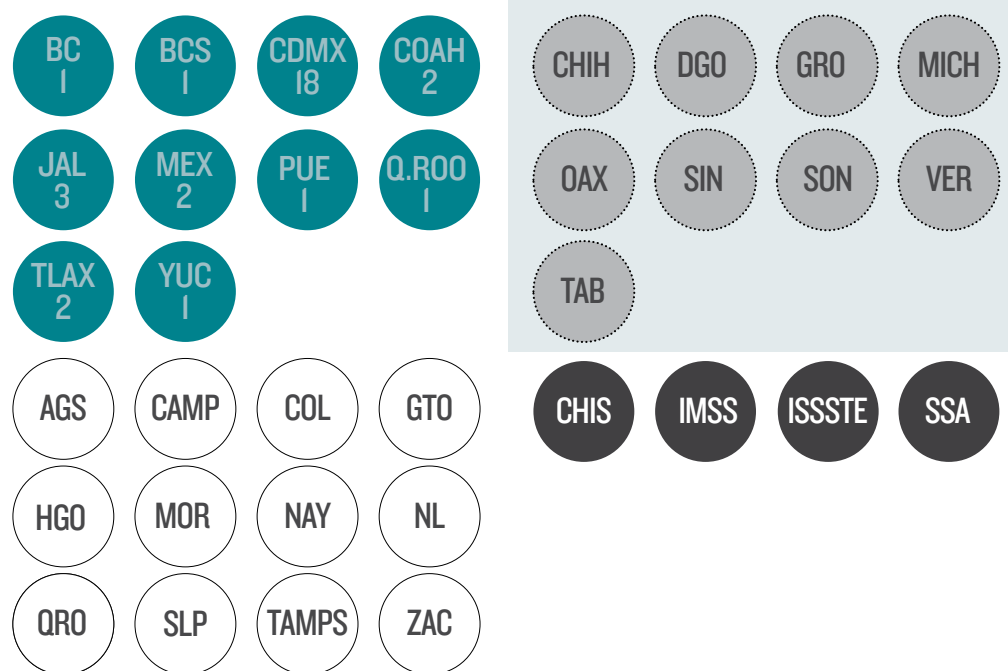 BC
1
BCS
1
CDMX
18
COAH
2
JAL
3
MEX
2
PUE
1
Q.ROO
1
TLAX
2
YUC
1
CHIH
DGO
GRO
MICH
OAX
SIN
SON
VER
TAB
AGS
CAMP
COL
GTO
HGO
MOR
NAY
NL
QRO
SLP
TAMPS
ZAC
CHIS
IMSS
ISSSTE
SSA